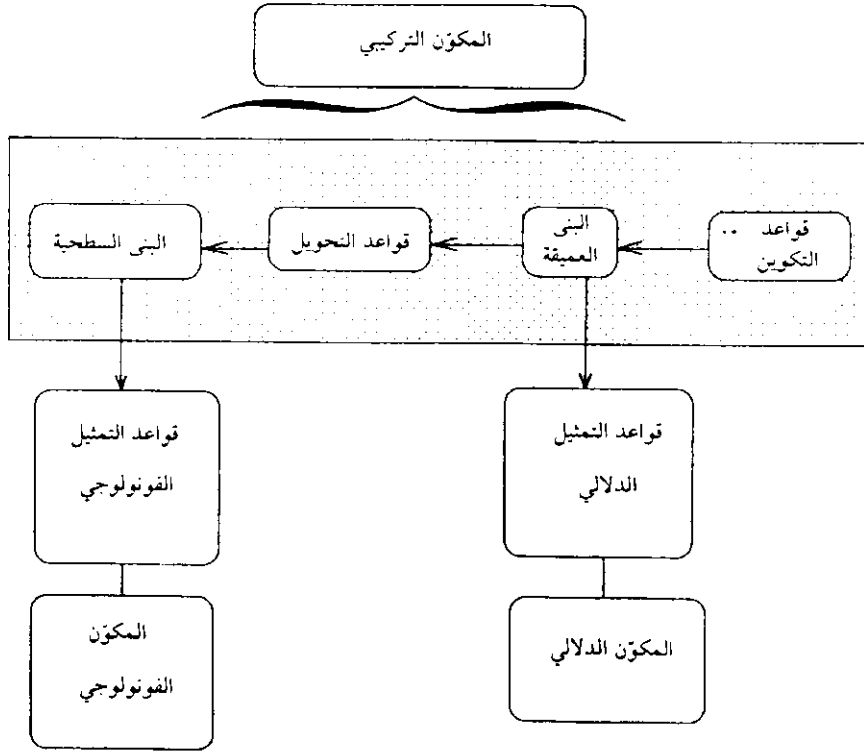 المكوّن التركيبي
قواعد ..
التكوين
البنى
العميقة
قواعد التحويل
البنى السطحية
قواعد التمثيل
الدلالي
قواعد التمثيل
الفونولوجي
المكوّن الدلالي
المكوّن
الفونولوجي